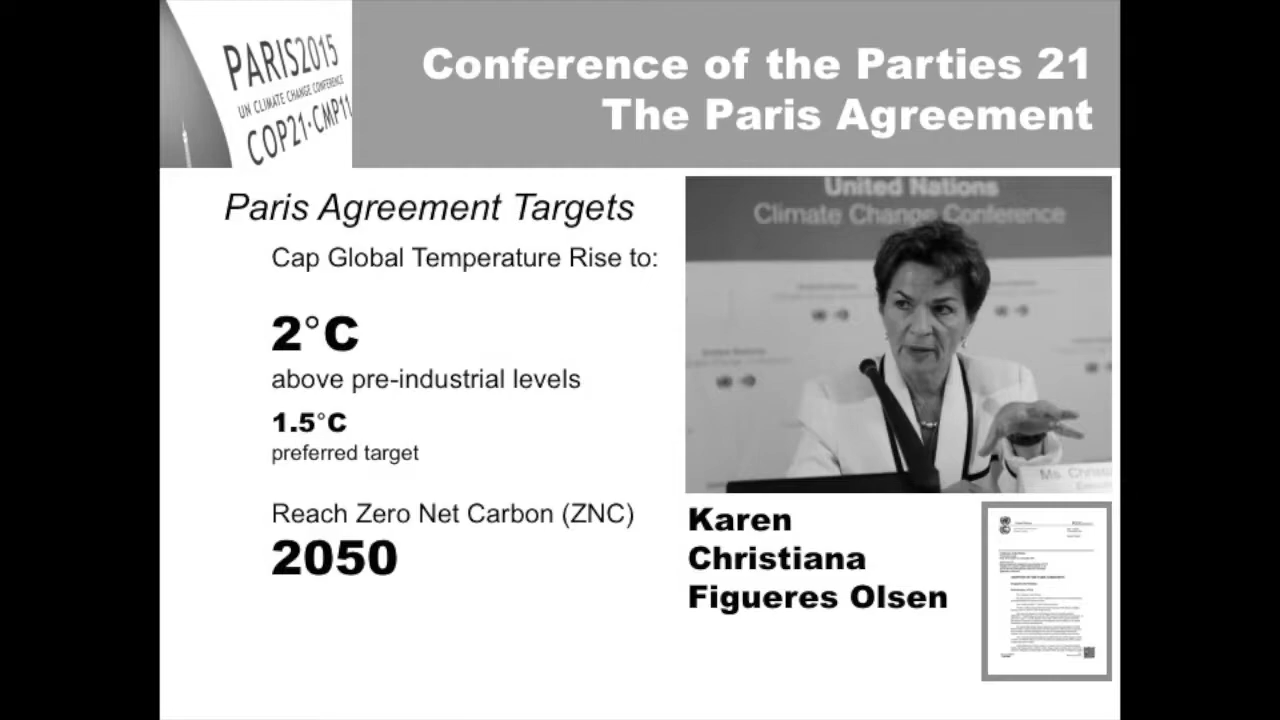 PARIS2015
UN CLIMATE CHANGE CONFERENCE
COP21·CMP11
Conference of the Parties 21
The Paris Agreement
Paris Agreement Targets
Cap Global Temperature Rise to:
2°C
above pre-industrial levels
1.5°C
preferred target
Reach Zero Net Carbon (ZNC)
2050
United Nations
Climate Change Conference
Ms. Christi
Karen
Christiana
Figueres Olsen